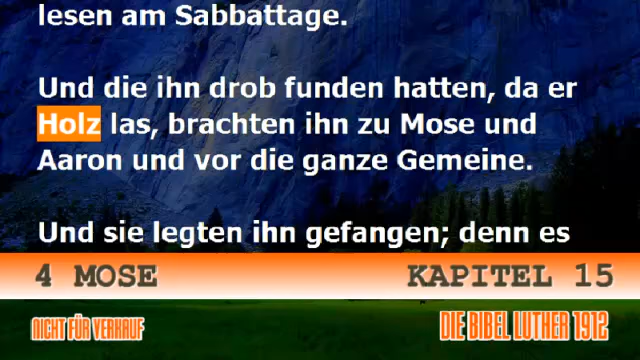 lesen am Sabbattage.
Und die ihn drob funden hatten, da er
Holz las, brachten ihn zu Mose und
Aaron und vor die ganze Gemeine.
Und sie legten ihn gefangen; denn es
4 MOSE KAPITEL 15
NICHT FÜR VERKAUF DIE BIBEL LUTHER 1912